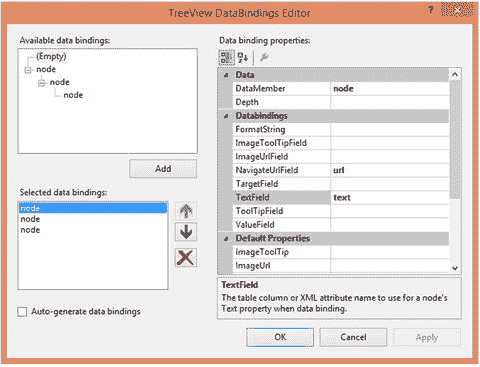 TreeView DataBindings Editor
? x
Available data bindings:
(Empty)
node
node
node
Add
Selected data bindings:
node
node
node
Auto-generate data bindings
Data binding properties:
Data
DataMember node
Depth
Databindings
FormatString
ImageToolTipField
ImageUrlField
NavigateUrlField url
TargetField
TextField text
ToolTipField
ValueField
Default Properties
ImageToolTip
ImageUrl
TextField
The table column or XML attribute name to use for a node's
Text property when data binding.
OK Cancel Apply